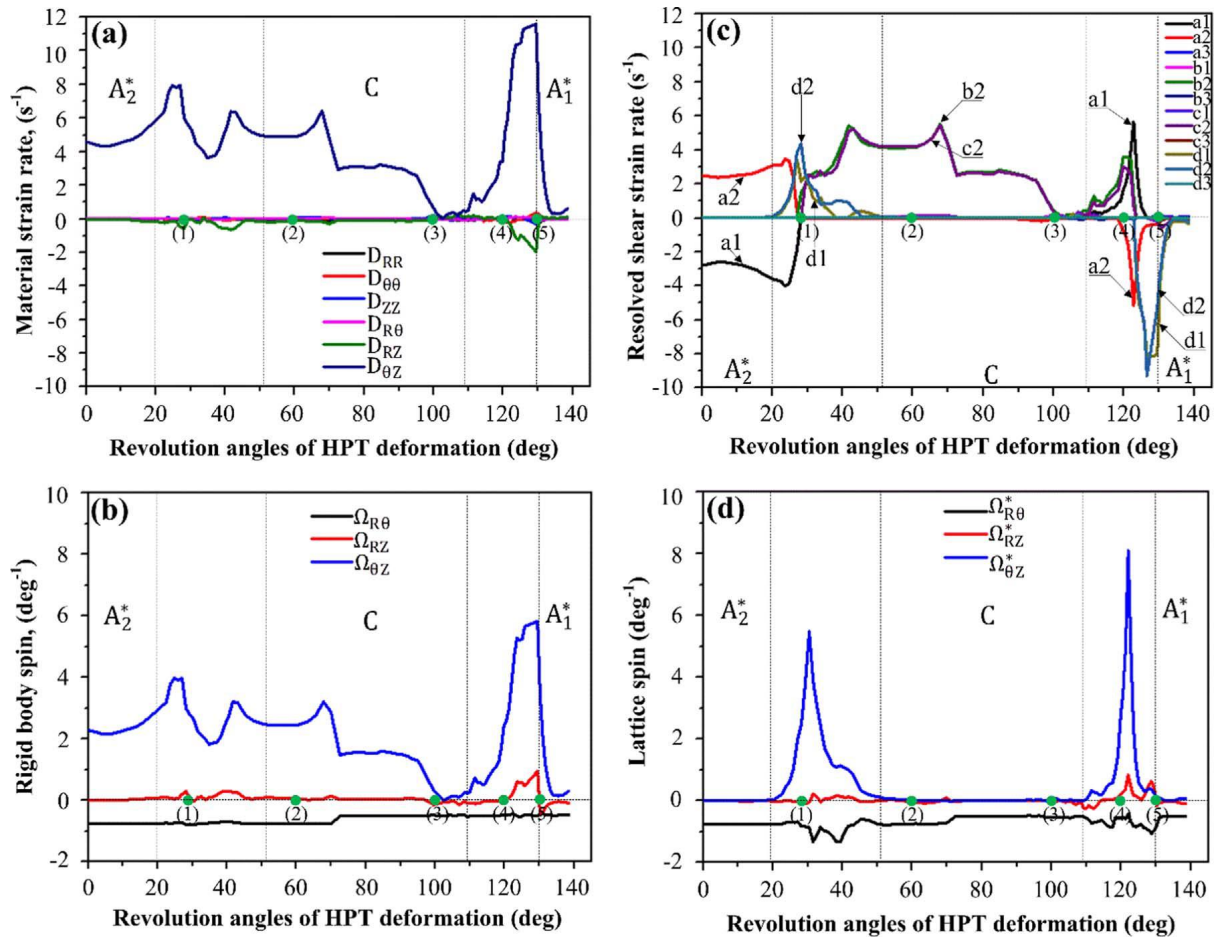 (a)
Material strain rate, (s⁻¹)
12
10
8
6
4
2
0
-2
-4
-6
-8
-10
A₂*
C
A₁*
(1)
(2)
(3)
(4)
(5)
D_RR
D_θθ
D_ZZ
D_Rθ
D_RZ
D_θZ
0 20 40 60 80 100 120 140
Revolution angles of HPT deformation (deg)
(c)
Resolved shear strain rate (s⁻¹)
12
10
8
6
4
2
0
-2
-4
-6
-8
-10
a1
a2
a3
b1
b2
b3
c1
c2
c3
d1
d2
d3
d2
b2
c2
a1
a2
a1
d1
(1)
(2)
(3)
(4)
(5)
a2
d2
d1
A₂*
C
A₁*
0 20 40 60 80 100 120 140
Revolution angles of HPT deformation (deg)
(b)
Rigid body spin, (deg⁻¹)
10
8
6
4
2
0
-2
Ω_Rθ
Ω_RZ
Ω_θZ
A₂*
C
A₁*
(1)
(2)
(3)
(4)
(5)
0 20 40 60 80 100 120 140
Revolution angles of HPT deformation (deg)
(d)
Lattice spin (deg⁻¹)
10
8
6
4
2
0
-2
Ω*_Rθ
Ω*_RZ
Ω*_θZ
A₂*
C
A₁*
(1)
(2)
(3)
(4)
(5)
0 20 40 60 80 100 120 140
Revolution angles of HPT deformation (deg)